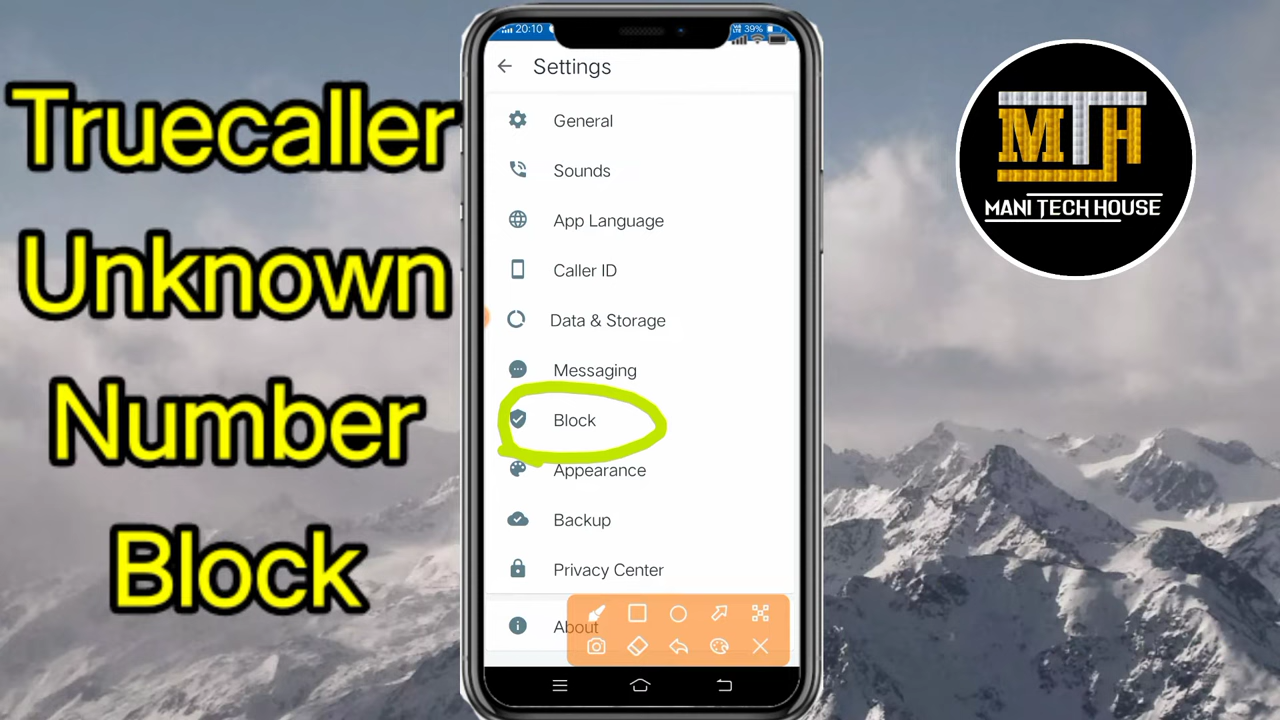 Truecaller
Unknown
Number
Block
20:10
39%
Settings
General
Sounds
App Language
Caller ID
Data & Storage
Messaging
Block
Appearance
Backup
Privacy Center
About
MTH
MANI TECH HOUSE